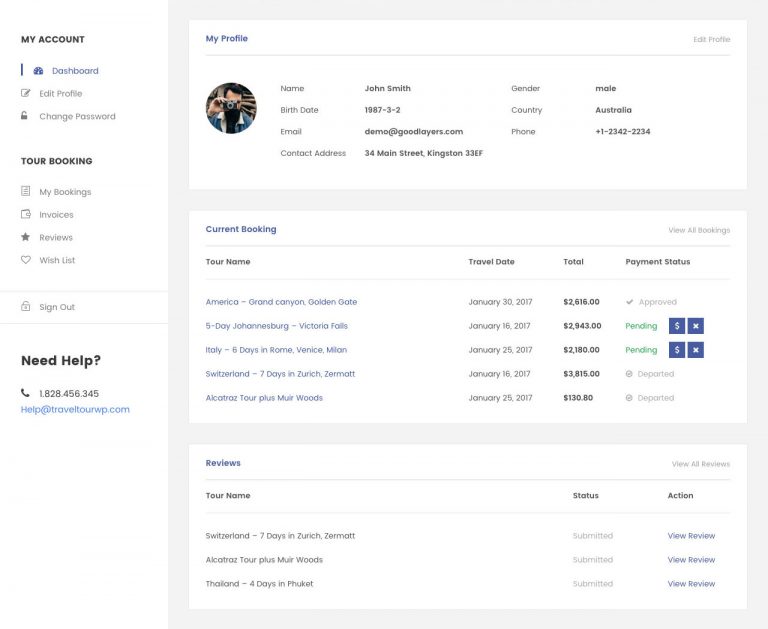 MY ACCOUNT
Dashboard
Edit Profile
Change Password
TOUR BOOKING
My Bookings
Invoices
Reviews
Wish List
Sign Out
Need Help?
1.828.456.345
Help@traveltourwp.com
My Profile Edit Profile
Name John Smith Gender male
Birth Date 1987-3-2 Country Australia
Email demo@goodlayers.com Phone +1-2342-2234
Contact Address 34 Main Street, Kingston 33EF
Current Booking View All Bookings
Tour Name Travel Date Total Payment Status
America – Grand canyon, Golden Gate January 30, 2017 $2,616.00 Approved
5-Day Johannesburg – Victoria Falls January 16, 2017 $2,943.00 Pending $
Italy – 6 Days in Rome, Venice, Milan January 25, 2017 $2,180.00 Pending $
Switzerland – 7 Days in Zurich, Zermatt January 16, 2017 $3,815.00 Departed
Alcatraz Tour plus Muir Woods January 25, 2017 $130.80 Departed
Reviews View All Reviews
Tour Name Status Action
Switzerland – 7 Days in Zurich, Zermatt Submitted View Review
Alcatraz Tour plus Muir Woods Submitted View Review
Thailand – 4 Days in Phuket Submitted View Review